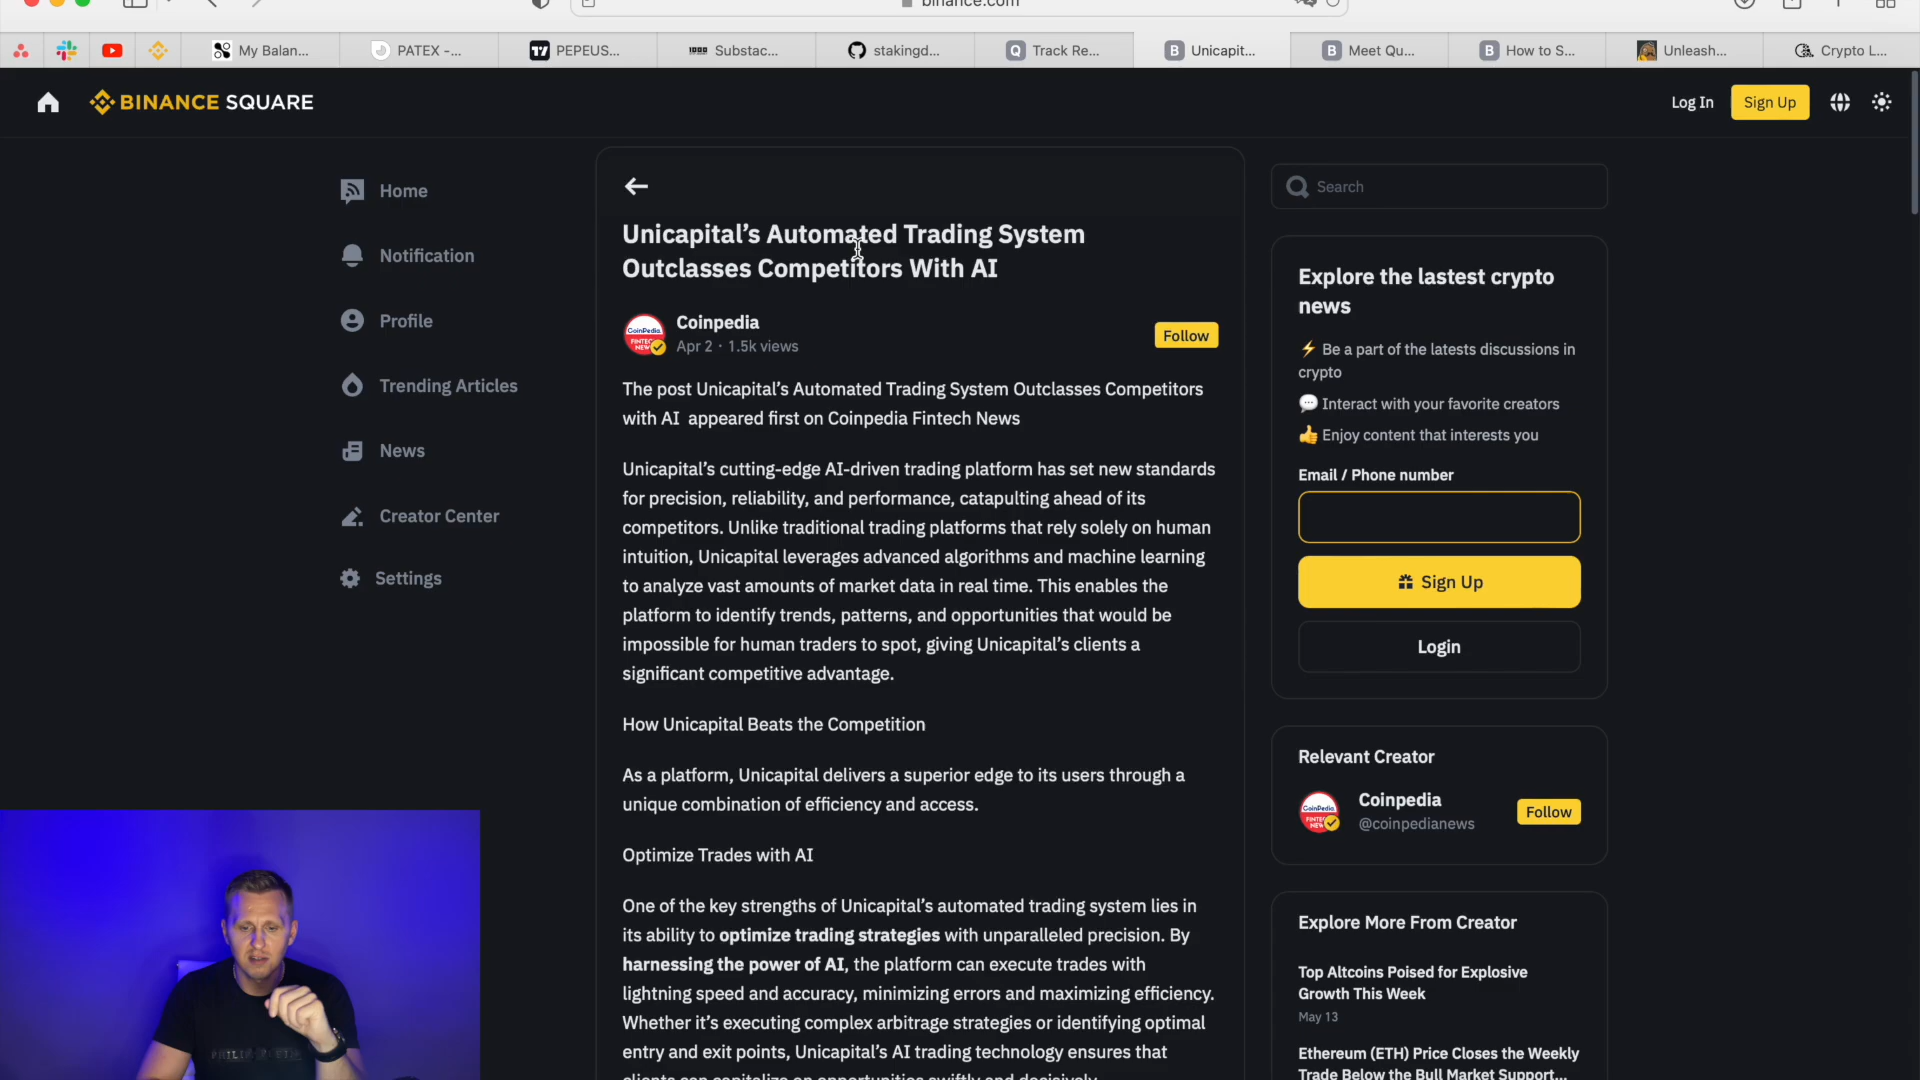 binance.com
My Balan...
PATEX -...
PEPEUS...
Substac...
stakingd...
Track Re...
Unicapit...
Meet Qu...
How to S...
Unleash...
Crypto L...
BINANCE SQUARE
Log In
Sign Up
Home
Notification
Profile
Trending Articles
News
Creator Center
Settings
Unicapital’s Automated Trading System
Outclasses Competitors With AI
Coinpedia
Apr 2 · 1.5k views
Follow
The post Unicapital’s Automated Trading System Outclasses Competitors
with AI appeared first on Coinpedia Fintech News
Unicapital’s cutting-edge AI-driven trading platform has set new standards
for precision, reliability, and performance, catapulting ahead of its
competitors. Unlike traditional trading platforms that rely solely on human
intuition, Unicapital leverages advanced algorithms and machine learning
to analyze vast amounts of market data in real time. This enables the
platform to identify trends, patterns, and opportunities that would be
impossible for human traders to spot, giving Unicapital’s clients a
significant competitive advantage.
How Unicapital Beats the Competition
As a platform, Unicapital delivers a superior edge to its users through a
unique combination of efficiency and access.
Optimize Trades with AI
One of the key strengths of Unicapital’s automated trading system lies in
its ability to optimize trading strategies with unparalleled precision. By
harnessing the power of AI, the platform can execute trades with
lightning speed and accuracy, minimizing errors and maximizing efficiency.
Whether it’s executing complex arbitrage strategies or identifying optimal
entry and exit points, Unicapital’s AI trading technology ensures that
clients can capitalize on opportunities swiftly and decisively.
Search
Explore the lastest crypto
news
⚡ Be a part of the latests discussions in
crypto
💬 Interact with your favorite creators
👍 Enjoy content that interests you
Email / Phone number
Sign Up
Login
Relevant Creator
Coinpedia
@coinpedianews
Follow
Explore More From Creator
Top Altcoins Poised for Explosive
Growth This Week
May 13
Ethereum (ETH) Price Closes the Weekly
Trade Below the Bull Market Support...